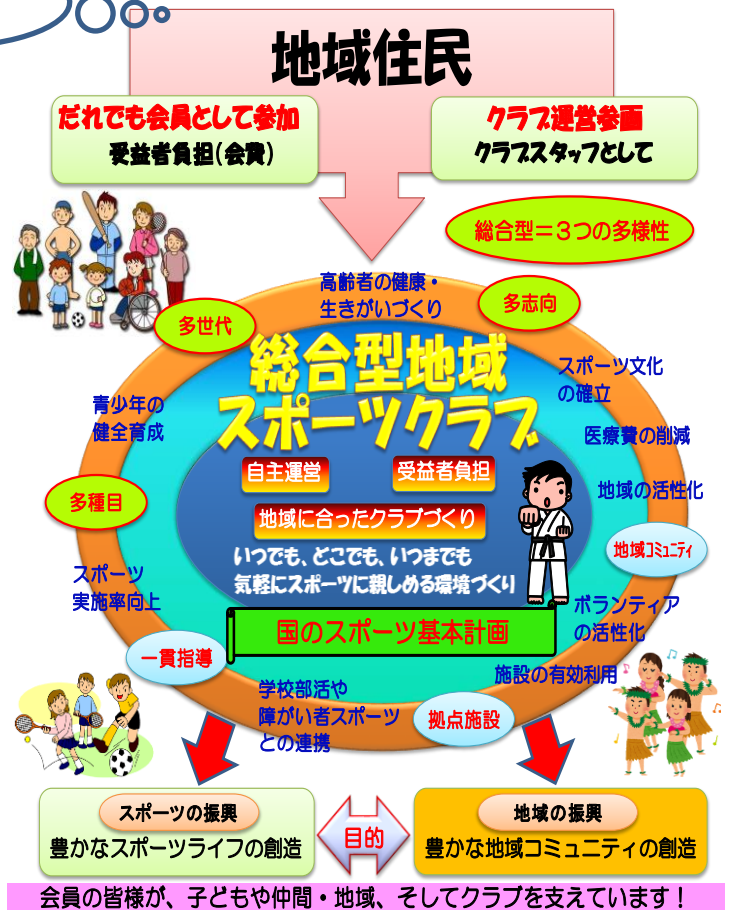 地域住民
だれでも会員として参加
受益者負担(会費)
クラブ運営参画
クラブスタッフとして
総合型＝３つの多様性
高齢者の健康・
生きがいづくり
多志向
多世代
総合型地域
スポーツクラブ
スポーツ文化
の確立
青少年の
健全育成
医療費の削減
自主運営
受益者負担
地域の活性化
多種目
地域に合ったクラブづくり
地域コミュニティ
いつでも、どこでも、いつまでも
気軽にスポーツに親しめる環境づくり
スポーツ
実施率向上
ボランティア
の活性化
国のスポーツ基本計画
一貫指導
施設の有効利用
学校部活や
障がい者スポーツ
との連携
拠点施設
スポーツの振興
豊かなスポーツライフの創造
目的
地域の振興
豊かな地域コミュニティの創造
会員の皆様が、子どもや仲間・地域、そしてクラブを支えています！